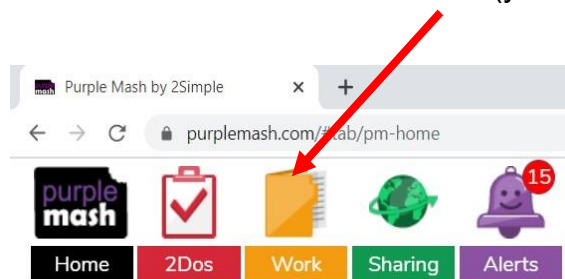 Purple Mash by 2Simple
purplemash.com/#tab/pm-home
purple
mash
15
Home 2Dos Work Sharing Alerts